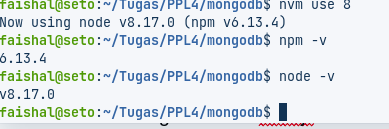 faishal@seto:~/Tugas/PPL4/mongodb$ nvm use 8
Now using node v8.17.0 (npm v6.13.4)
faishal@seto:~/Tugas/PPL4/mongodb$ npm -v
6.13.4
faishal@seto:~/Tugas/PPL4/mongodb$ node -v
v8.17.0
faishal@seto:~/Tugas/PPL4/mongodb$